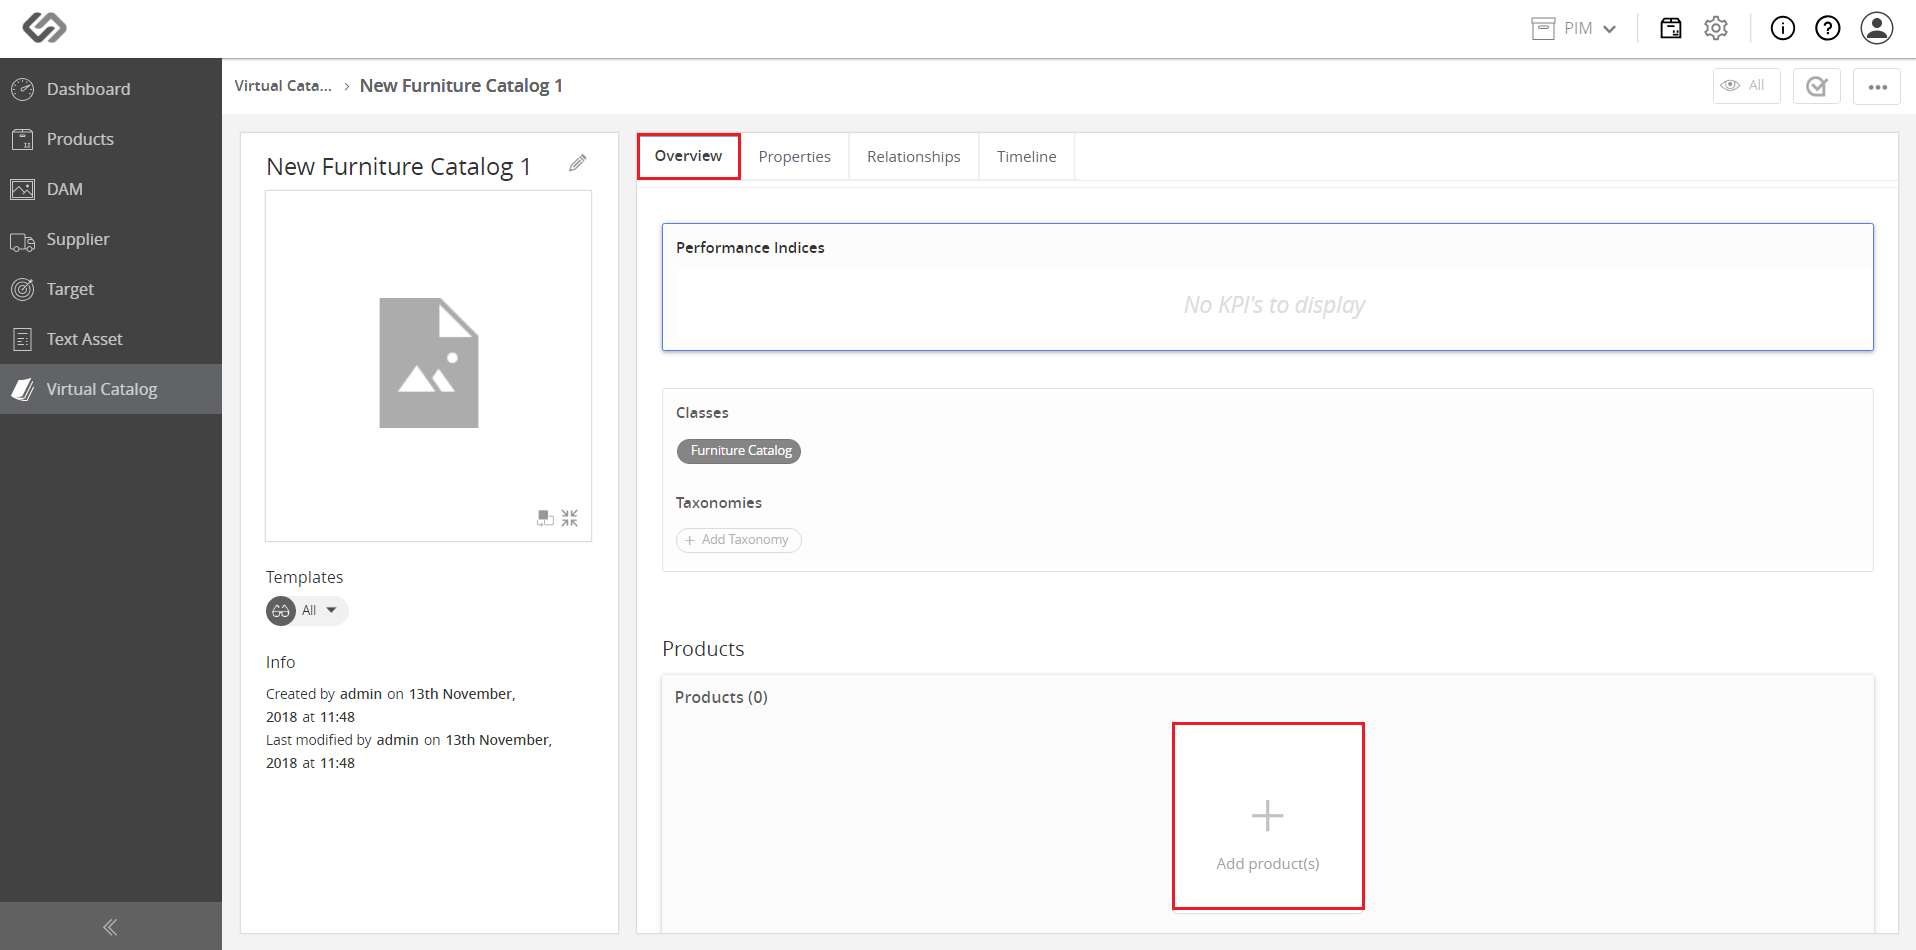 PIM
Dashboard
Products
DAM
Supplier
Target
Text Asset
Virtual Catalog
Virtual Cata... › New Furniture Catalog 1
All
New Furniture Catalog 1
Templates
All
Info
Created by admin on 13th November,
2018 at 11:48
Last modified by admin on 13th November,
2018 at 11:48
Overview Properties Relationships Timeline
Performance Indices
No KPI's to display
Classes
Furniture Catalog
Taxonomies
+ Add Taxonomy
Products
Products (0)
Add product(s)